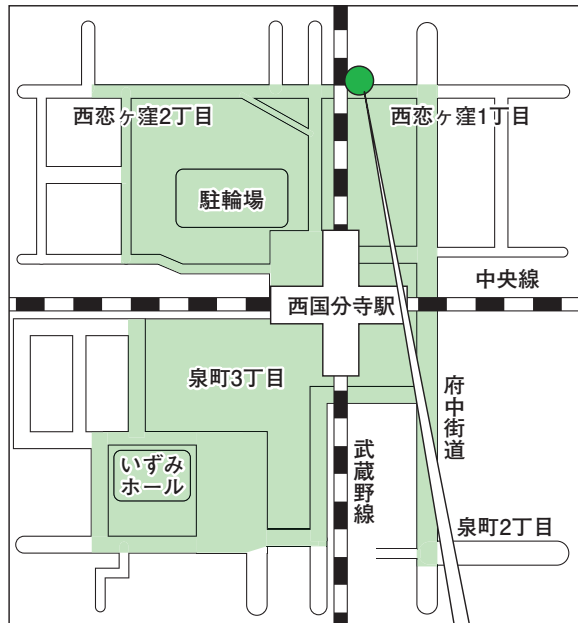 西恋ヶ窪2丁目
西恋ヶ窪1丁目
駐輪場
中央線
西国分寺駅
泉町3丁目
府中街道
いずみ
ホール
武蔵野線
泉町2丁目